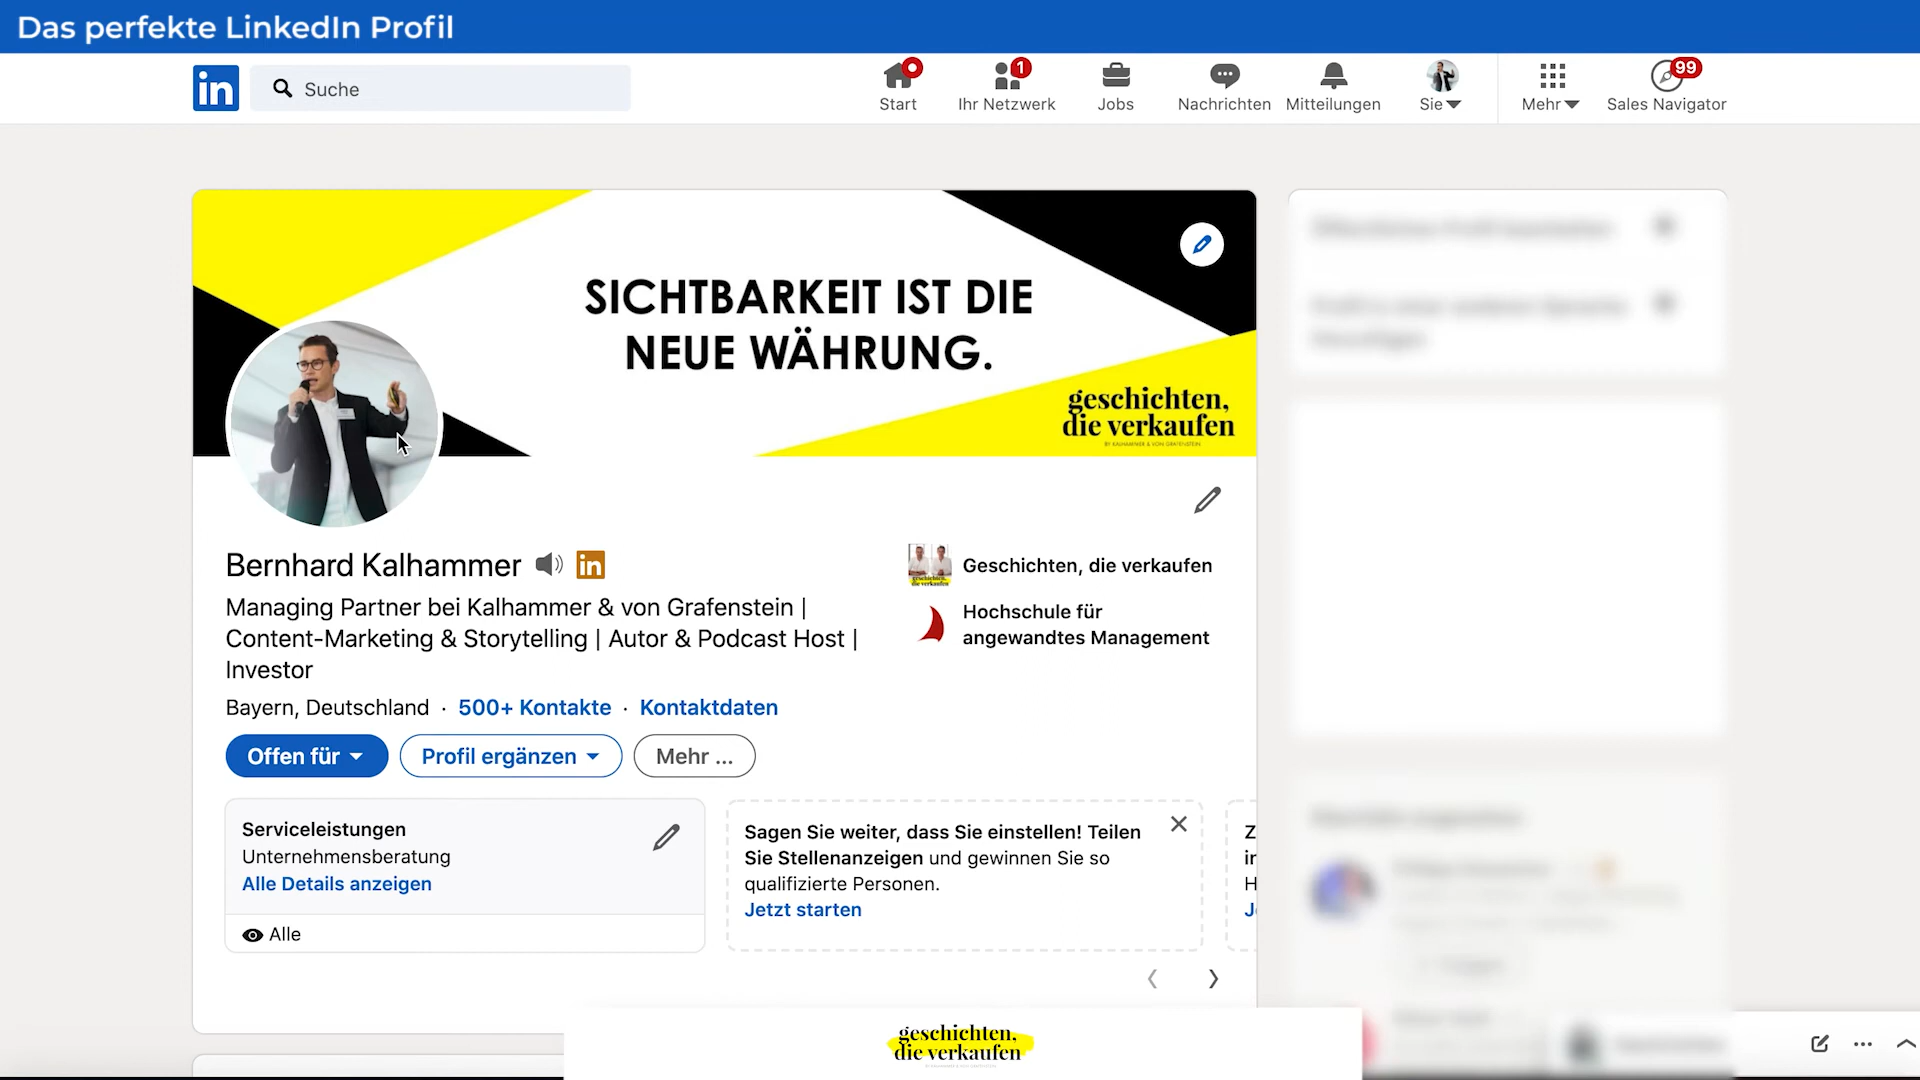 Das perfekte LinkedIn Profil
in
Suche
Start
1
Ihr Netzwerk
Jobs
Nachrichten
Mitteilungen
Sie
Mehr
99
Sales Navigator
SICHTBARKEIT IST DIE
NEUE WÄHRUNG.
geschichten,
die verkaufen
BY KALHAMMER & VON GRAFENSTEIN
Bernhard Kalhammer
in
Managing Partner bei Kalhammer & von Grafenstein |
Content-Marketing & Storytelling | Autor & Podcast Host |
Investor
Bayern, Deutschland · 500+ Kontakte · Kontaktdaten
Geschichten, die verkaufen
Hochschule für
angewandtes Management
Offen für
Profil ergänzen
Mehr ...
Serviceleistungen
Unternehmensberatung
Alle Details anzeigen
Alle
Sagen Sie weiter, dass Sie einstellen! Teilen
Sie Stellenanzeigen und gewinnen Sie so
qualifizierte Personen.
Jetzt starten
geschichten,
die verkaufen